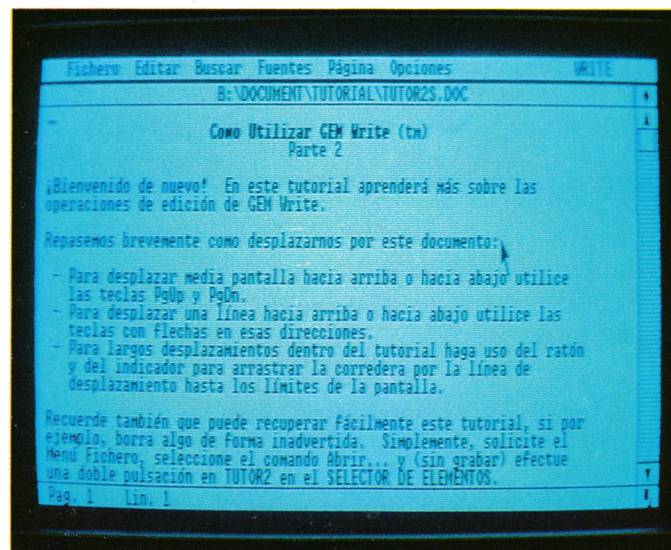 Fichero Editar Buscar Fuentes Página Opciones WRITE
B:\DOCUMENT\TUTORIAL\TUTOR2S.DOC
Como Utilizar GEM Write (tm)
Parte 2
¡Bienvenido de nuevo! En este tutorial aprenderá más sobre las
operaciones de edición de GEM Write.
Repasemos brevemente como desplazarnos por este documento:
- Para desplazar media pantalla hacia arriba o hacia abajo utilice
las teclas PgUp y PgDn.
- Para desplazar una línea hacia arriba o hacia abajo utilice las
teclas con flechas en esas direcciones.
- Para largos desplazamientos dentro del tutorial haga uso del ratón
y del indicador para arrastrar la corredera por la línea de
desplazamiento hasta los límites de la pantalla.
Recuerde también que puede recuperar fácilmente este tutorial, si por
ejemplo, borra algo de forma inadvertida. Simplemente, solicite el
Menú Fichero, seleccione el comando Abrir... y (sin grabar) efectue
una doble pulsación en TUTOR2 en el SELECTOR DE ELEMENTOS.
Pag. 1 Lin. 1